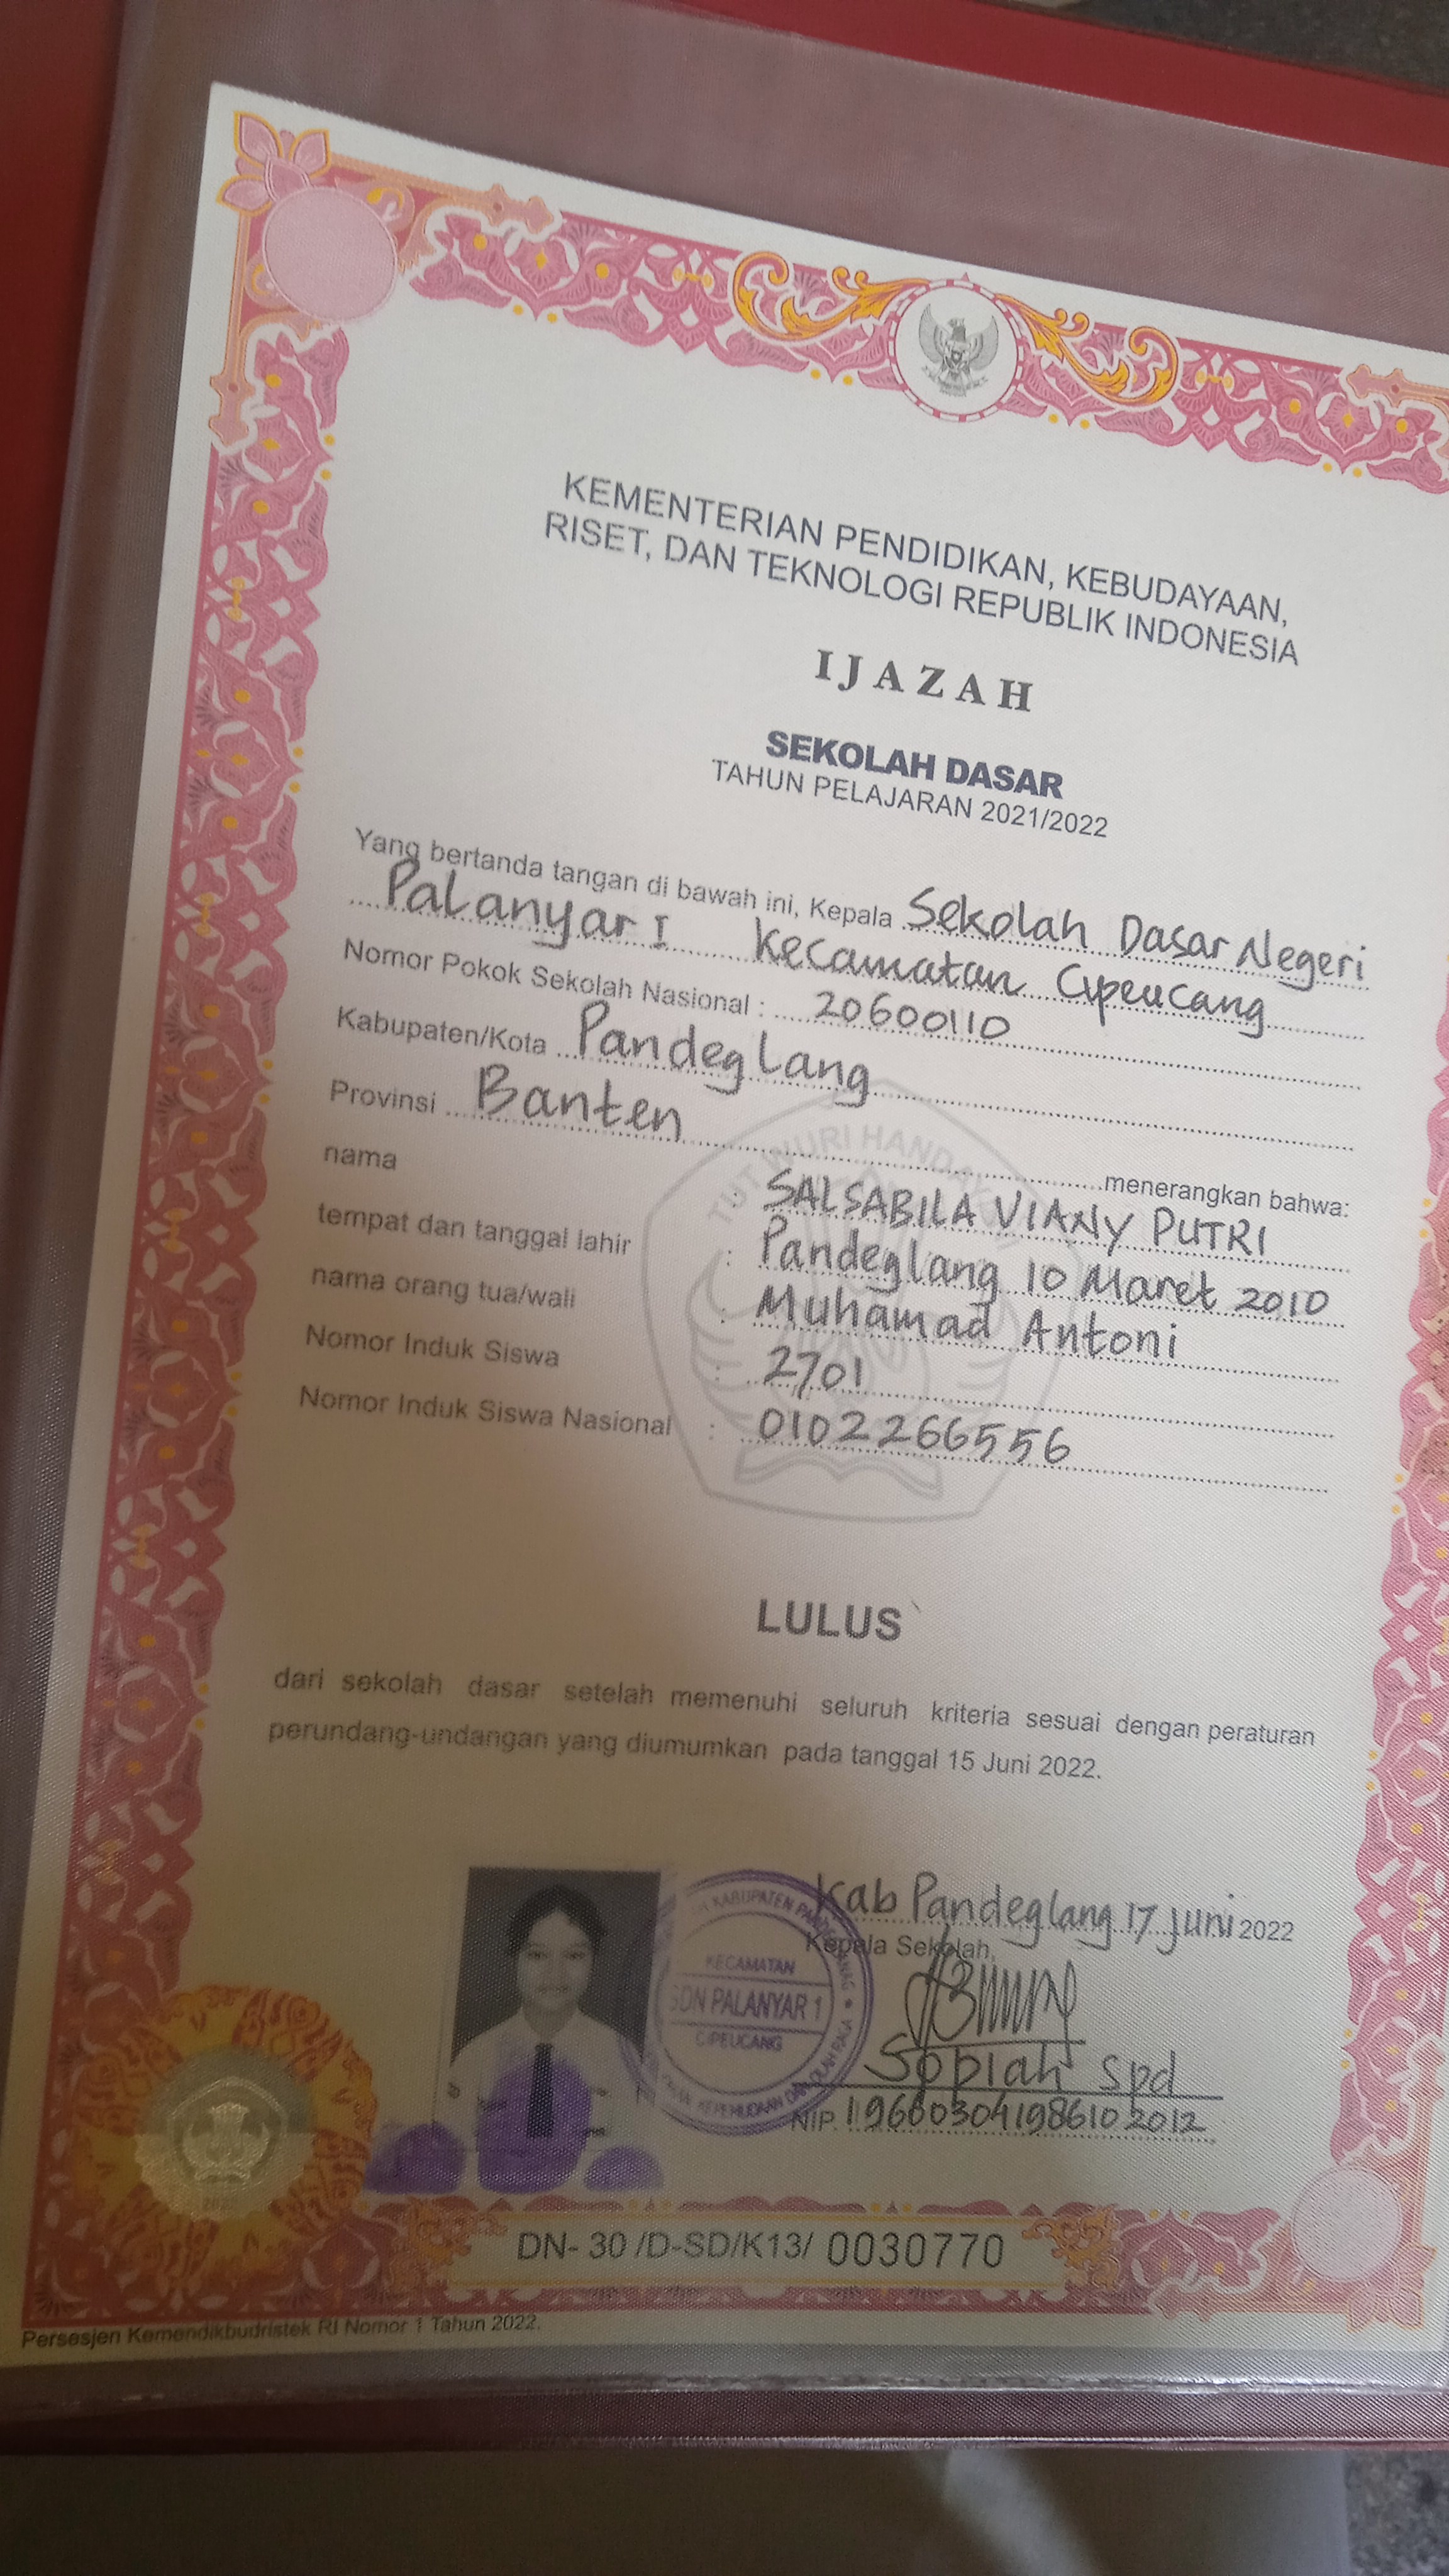 KEMENTERIAN PENDIDIKAN, KEBUDAYAAN,
RISET, DAN TEKNOLOGI REPUBLIK INDONESIA
IJAZAH
SEKOLAH DASAR
TAHUN PELAJARAN 2021/2022
Yang bertanda tangan di bawah ini, Kepala Sekolah Dasar Negeri
Palanyar I Kecamatan Cipeucang
Nomor Pokok Sekolah Nasional : 20600110
Kabupaten/Kota Pandeglang
Provinsi Banten menerangkan bahwa:
TUT WURI HANDAYANI
nama : SALSABILA VIANY PUTRI
tempat dan tanggal lahir : Pandeglang 10 Maret 2010
nama orang tua/wali : Muhamad Antoni
Nomor Induk Siswa : 2701
Nomor Induk Siswa Nasional : 0102266556
LULUS
dari sekolah dasar setelah memenuhi seluruh kriteria sesuai dengan peraturan
perundang-undangan yang diumumkan pada tanggal 15 Juni 2022.
Kab Pandeglang 17 Juni 2022
Kepala Sekolah,
KABUPATEN
KECAMATAN
SDN PALANYAR 1
CIPEUCANG
Sopiah Spd
NIP. 196003041986102012
DN- 30 /D-SD/K13/ 0030770
Persesjen Kemendikbudristek RI Nomor 1 Tahun 2022.